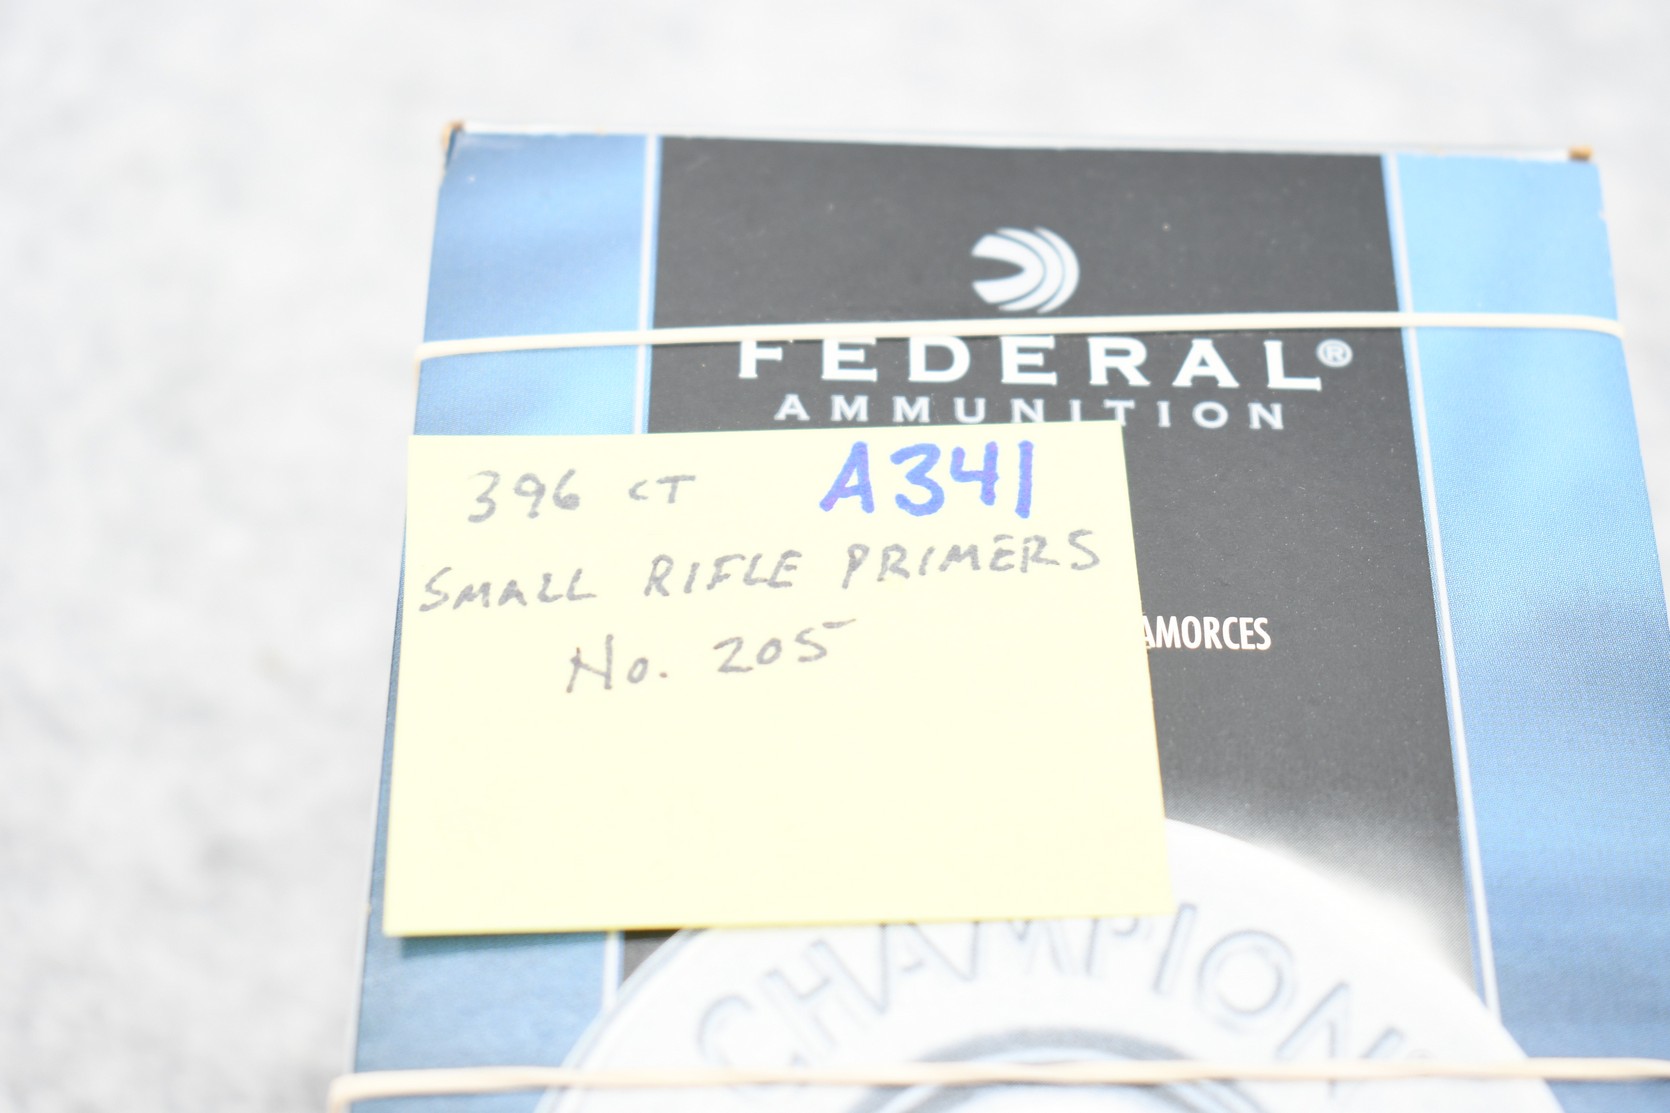 FEDERAL®
AMMUNITION
396 CT A341
SMALL RIFLE PRIMERS
No. 205
AMORCES
CHAMPION